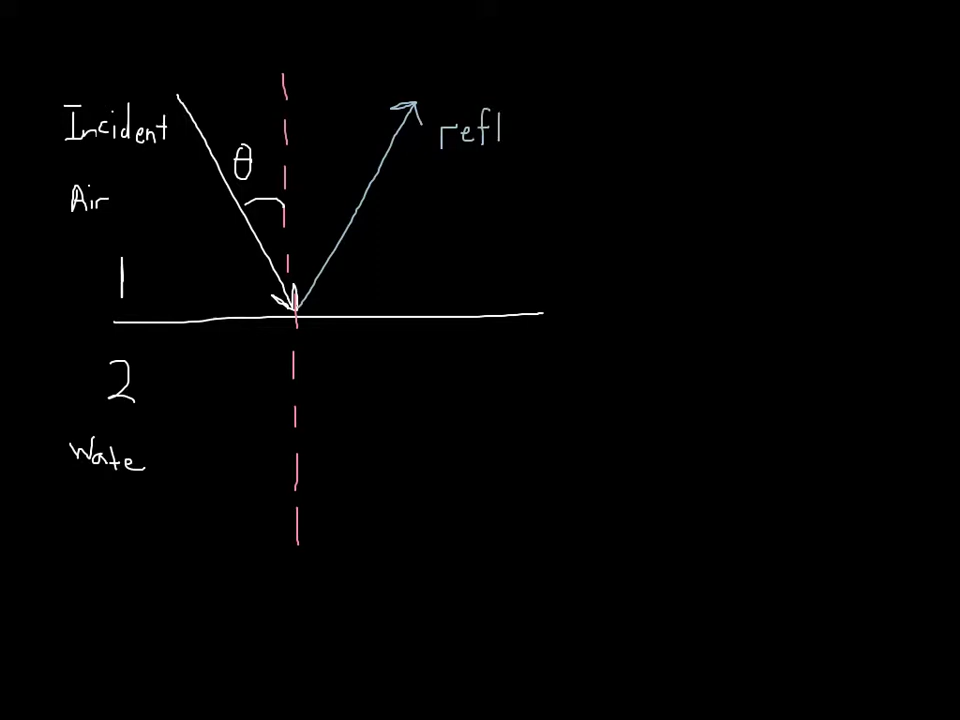 Incident
θ
refl
Air
1
2
Wate